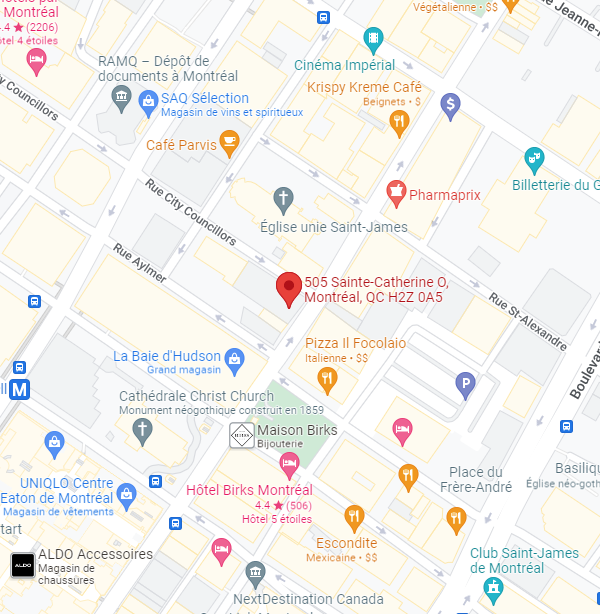 Végétalienne • $$
Rue Jeanne-
Montréal
4.4 ★ (2206)
Hôtel 4 étoiles
Cinéma Impérial
RAMQ – Dépôt de
documents à Montréal
Krispy Kreme Café
Beignets • $
SAQ Sélection
Magasin de vins et spiritueux
$
Councillors
Café Parvis
Billetterie du
Rue City Councillors
Pharmaprix
Église unie Saint-James
Rue Aylmer
505 Sainte-Catherine O,
Montréal, QC H2Z 0A5
Rue St-Alexandre
Pizza Il Focolaio
Italienne • $$
La Baie d'Hudson
Grand magasin
P
M
Boulevar
Cathédrale Christ Church
Monument néogothique construit en 1859
Maison Birks
Bijouterie
BIRKS
Place du
Frère-André
Basiliq
Église néo-goth
UNIQLO Centre
Eaton de Montréal
Magasin de vêtements
Hôtel Birks Montréal
4.4 ★ (506)
Hôtel 5 étoiles
tart
Escondite
Mexicaine • $$
ALDO
ALDO Accessoires
Magasin de
chaussures
Club Saint-James
de Montréal
NextDestination Canada